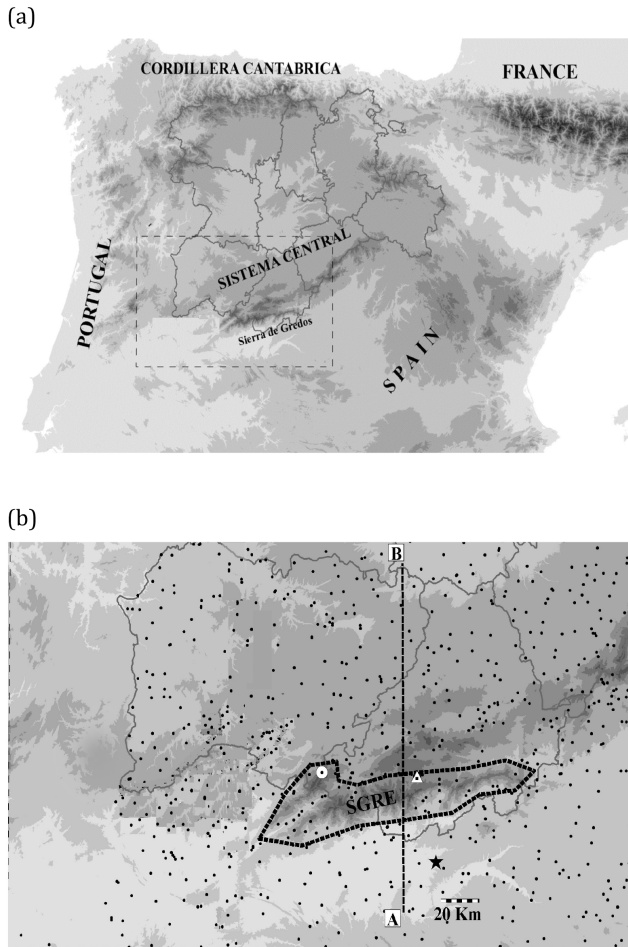 (a)
CORDILLERA CANTABRICA
FRANCE
PORTUGAL
SISTEMA CENTRAL
Sierra de Gredos
SPAIN
(b)
B
SGRE
A
20 Km